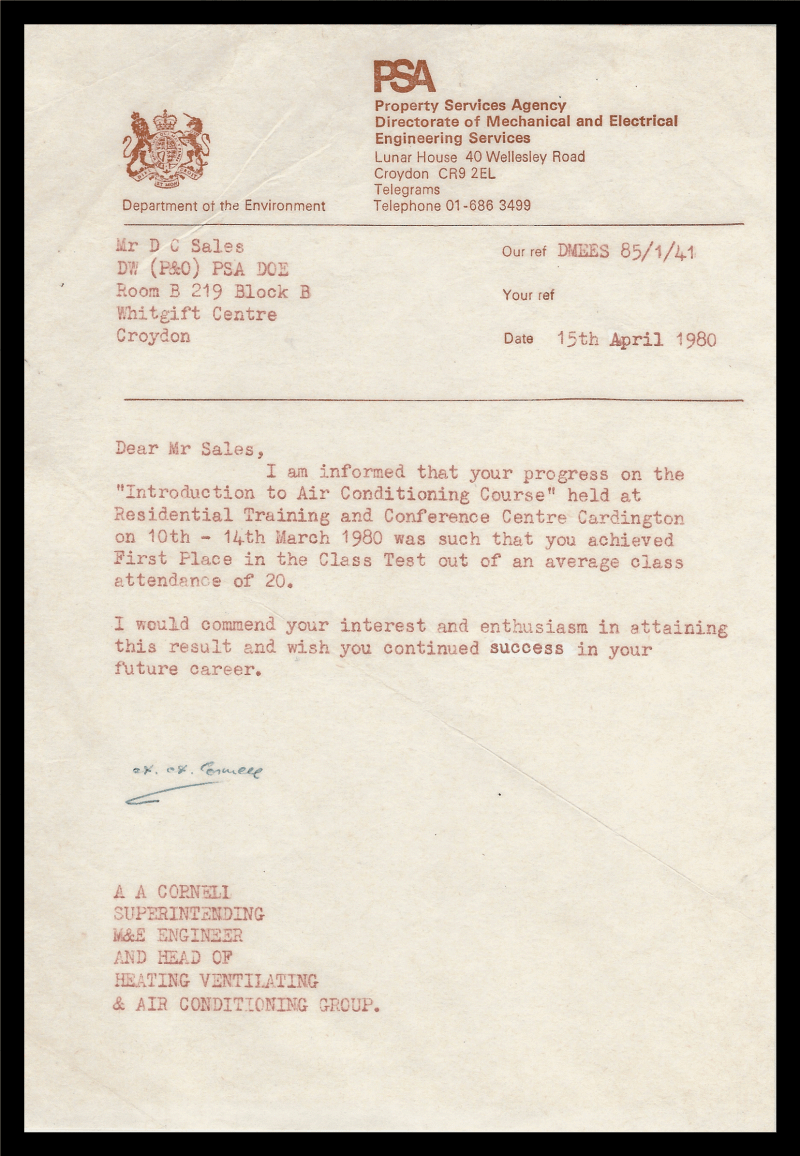 PSA
Property Services Agency
Directorate of Mechanical and Electrical
Engineering Services
Lunar House 40 Wellesley Road
Croydon CR9 2EL
Telegrams
Telephone 01-686 3499
Department of the Environment
Mr D C Sales
DW (P&O) PSA DOE
Room B 219 Block B
Whitgift Centre
Croydon
Our ref DMEES 85/1/41
Your ref
Date 15th April 1980
Dear Mr Sales,
I am informed that your progress on the
"Introduction to Air Conditioning Course" held at
Residential Training and Conference Centre Cardington
on 10th - 14th March 1980 was such that you achieved
First Place in the Class Test out of an average class
attendance of 20.
I would commend your interest and enthusiasm in attaining
this result and wish you continued success in your
future career.
A. A. Cornell
A A CORNELL
SUPERINTENDING
M&E ENGINEER
AND HEAD OF
HEATING VENTILATING
& AIR CONDITIONING GROUP.